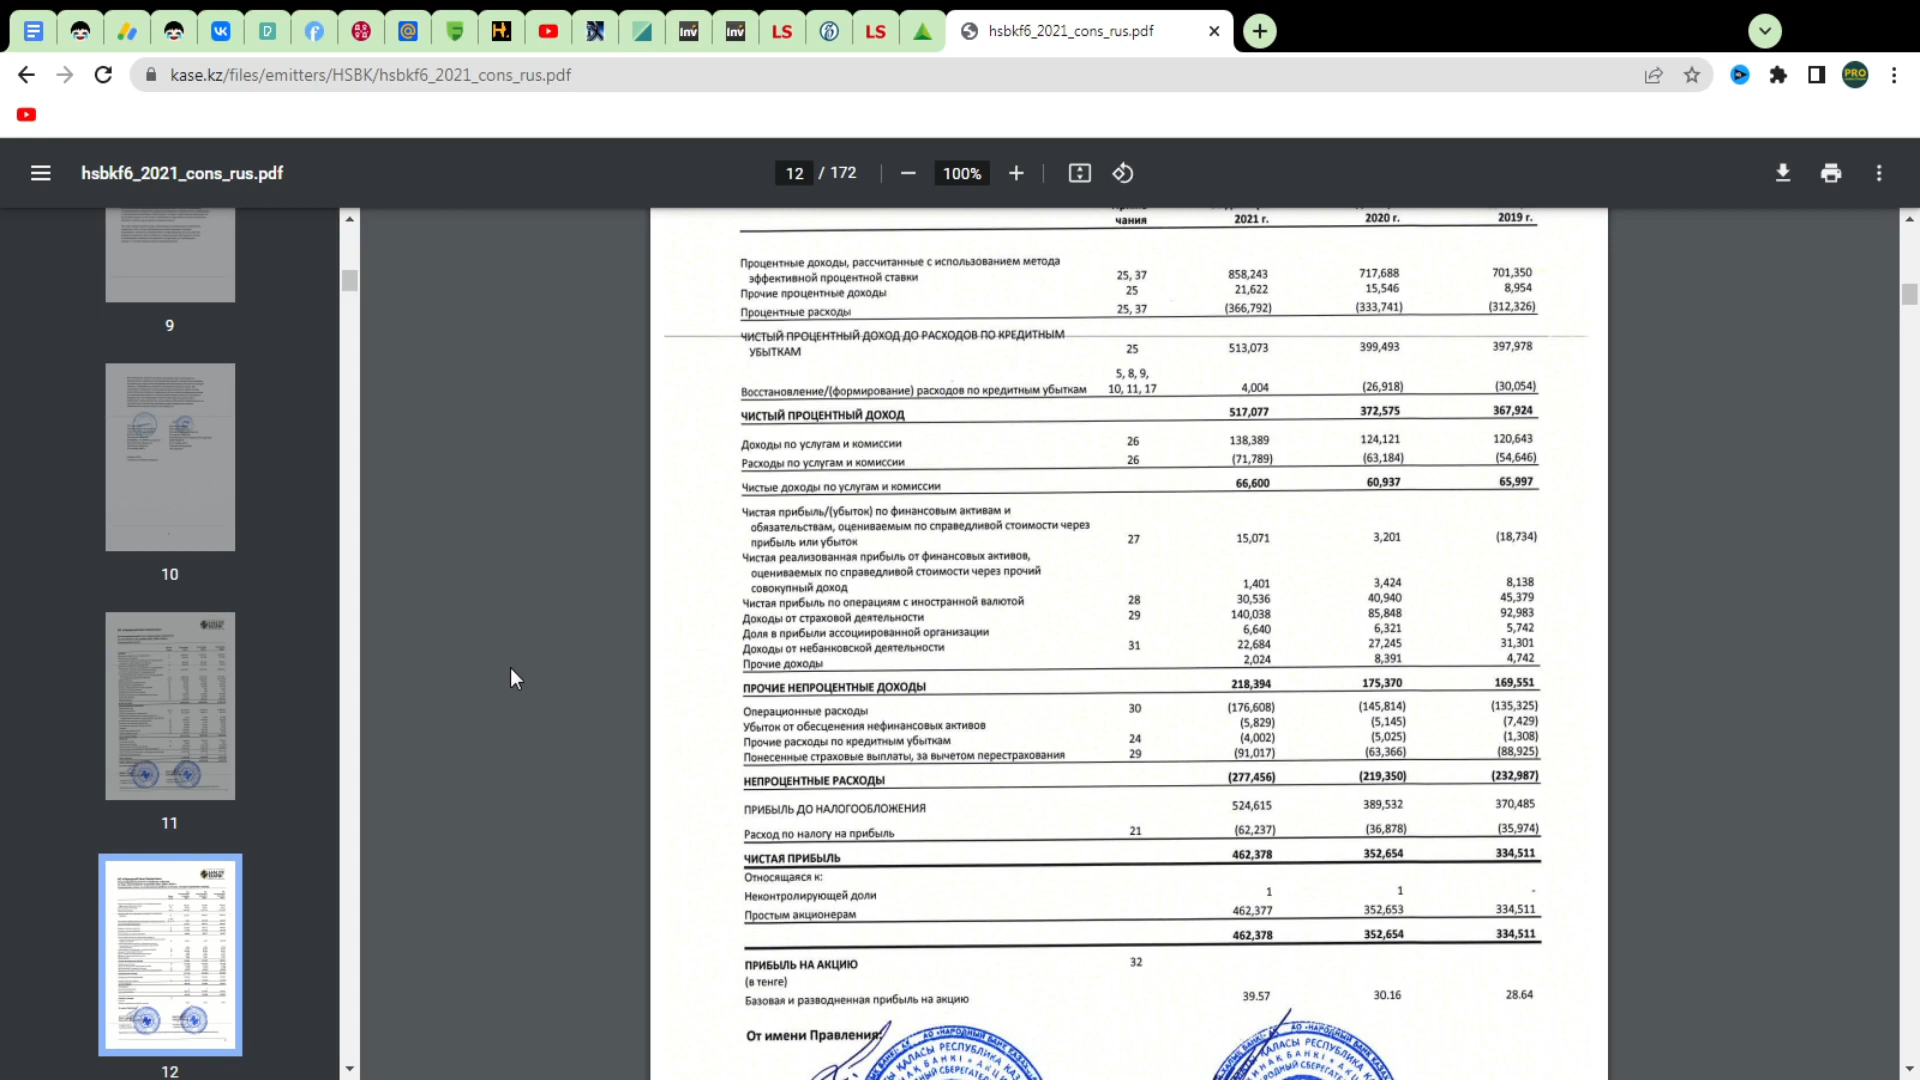 hsbkf6_2021_cons_rus.pdf
kase.kz/files/emitters/HSBK/hsbkf6_2021_cons_rus.pdf
PRO
hsbkf6_2021_cons_rus.pdf 12 / 172 100%
9
10
11
12
чания 2021 г. 2020 г. 2019 г.
Процентные доходы, рассчитанные с использованием метода
эффективной процентной ставки 25, 37 858,243 717,688 701,350
Прочие процентные доходы 25 21,622 15,546 8,954
Процентные расходы 25, 37 (366,792) (333,741) (312,326)
ЧИСТЫЙ ПРОЦЕНТНЫЙ ДОХОД ДО РАСХОДОВ ПО КРЕДИТНЫМ
УБЫТКАМ 25 513,073 399,493 397,978
5, 8, 9,
Восстановление/(формирование) расходов по кредитным убыткам 10, 11, 17 4,004 (26,918) (30,054)
ЧИСТЫЙ ПРОЦЕНТНЫЙ ДОХОД 517,077 372,575 367,924
Доходы по услугам и комиссии 26 138,389 124,121 120,643
Расходы по услугам и комиссии 26 (71,789) (63,184) (54,646)
Чистые доходы по услугам и комиссии 66,600 60,937 65,997
Чистая прибыль/(убыток) по финансовым активам и
обязательствам, оцениваемым по справедливой стоимости через
прибыль или убыток 27 15,071 3,201 (18,734)
Чистая реализованная прибыль от финансовых активов,
оцениваемых по справедливой стоимости через прочий
совокупный доход 1,401 3,424 8,138
Чистая прибыль по операциям с иностранной валютой 28 30,536 40,940 45,379
Доходы от страховой деятельности 29 140,038 85,848 92,983
Доля в прибыли ассоциированной организации 6,640 6,321 5,742
Доходы от небанковской деятельности 31 22,684 27,245 31,301
Прочие доходы 2,024 8,391 4,742
ПРОЧИЕ НЕПРОЦЕНТНЫЕ ДОХОДЫ 218,394 175,370 169,551
Операционные расходы 30 (176,608) (145,814) (135,325)
Убыток от обесценения нефинансовых активов (5,829) (5,145) (7,429)
Прочие расходы по кредитным убыткам 24 (4,002) (5,025) (1,308)
Понесенные страховые выплаты, за вычетом перестрахования 29 (91,017) (63,366) (88,925)
НЕПРОЦЕНТНЫЕ РАСХОДЫ (277,456) (219,350) (232,987)
ПРИБЫЛЬ ДО НАЛОГООБЛОЖЕНИЯ 524,615 389,532 370,485
Расход по налогу на прибыль 21 (62,237) (36,878) (35,974)
ЧИСТАЯ ПРИБЫЛЬ 462,378 352,654 334,511
Относящаяся к:
Неконтролирующей доли 1 1 -
Простым акционерам 462,377 352,653 334,511
462,378 352,654 334,511
ПРИБЫЛЬ НА АКЦИЮ 32
(в тенге)
Базовая и разводненная прибыль на акцию 39.57 30.16 28.64
От имени Правления: